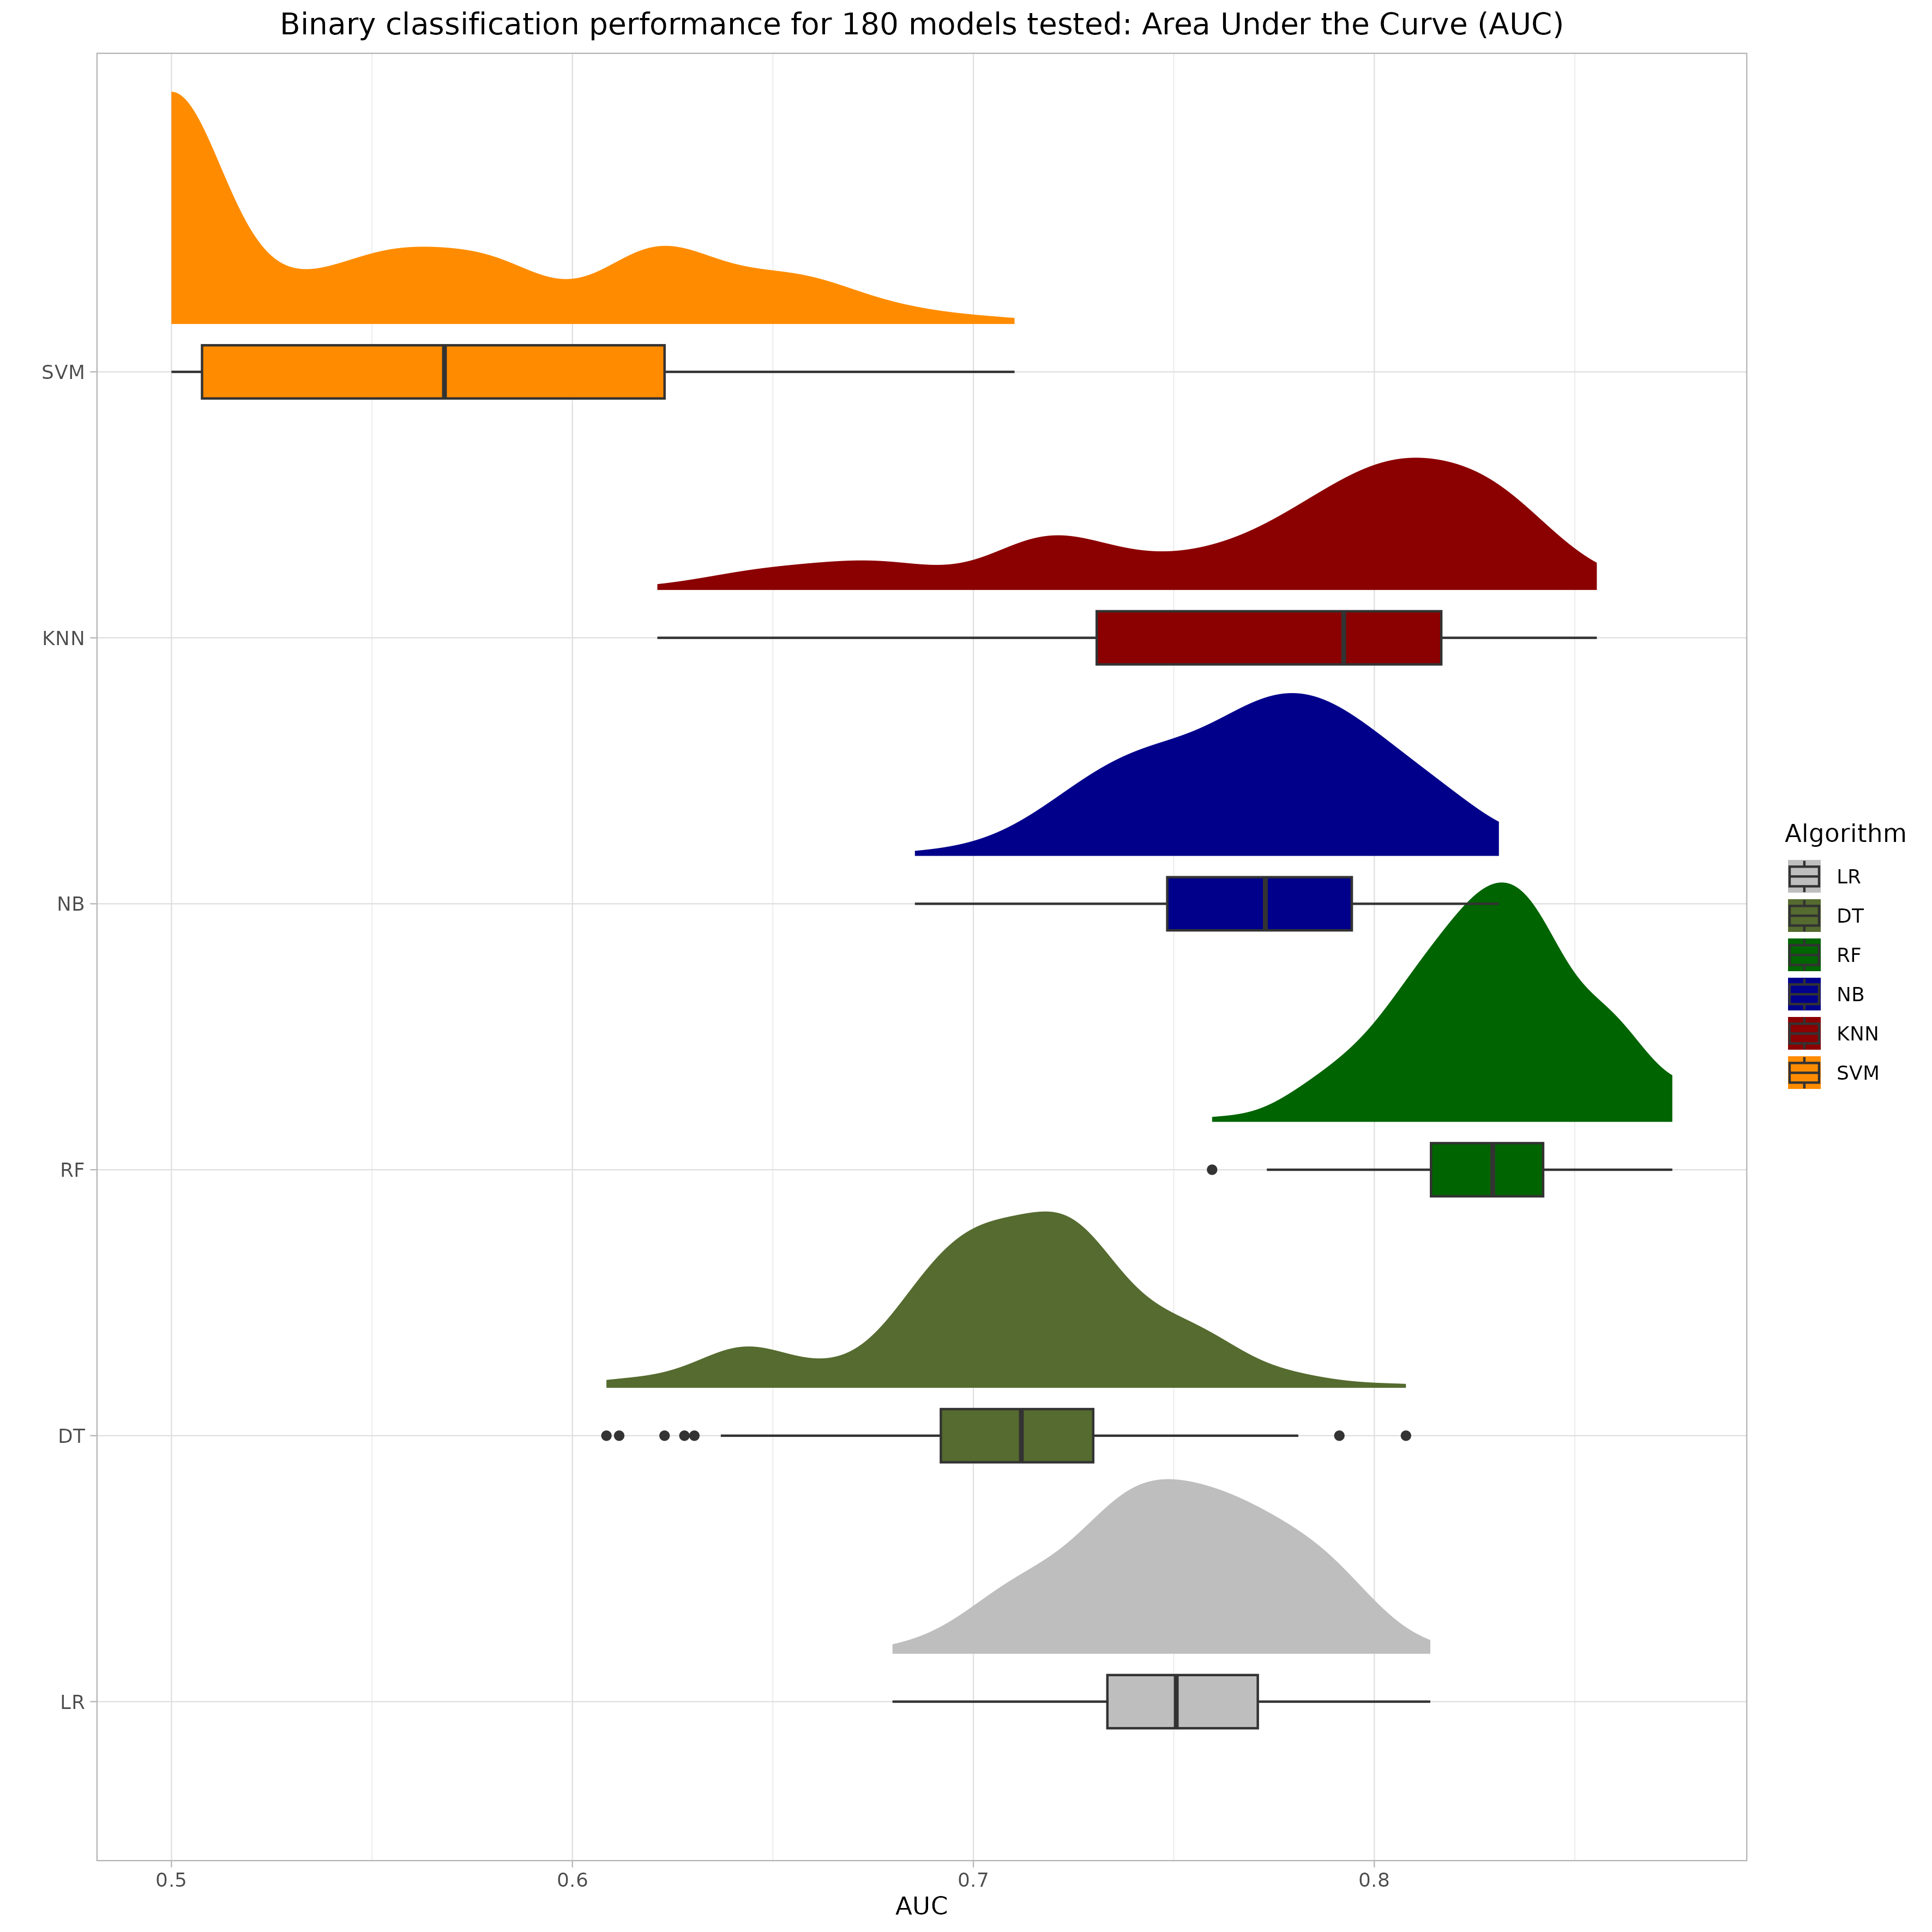 Binary classification performance for 180 models tested: Area Under the Curve (AUC)
SVM
KNN
NB
RF
DT
LR
0.5 0.6 0.7 0.8
AUC
Algorithm
LR
DT
RF
NB
KNN
SVM